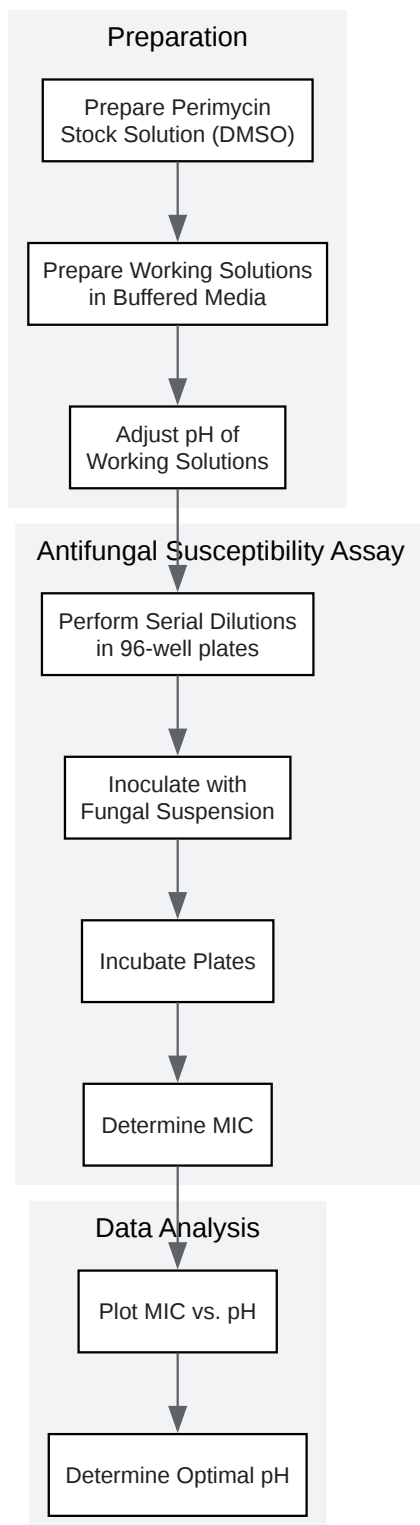 Preparation
Prepare Perimycin
Stock Solution (DMSO)
Prepare Working Solutions
in Buffered Media
Adjust pH of
Working Solutions
Antifungal Susceptibility Assay
Perform Serial Dilutions
in 96-well plates
Inoculate with
Fungal Suspension
Incubate Plates
Determine MIC
Data Analysis
Plot MIC vs. pH
Determine Optimal pH